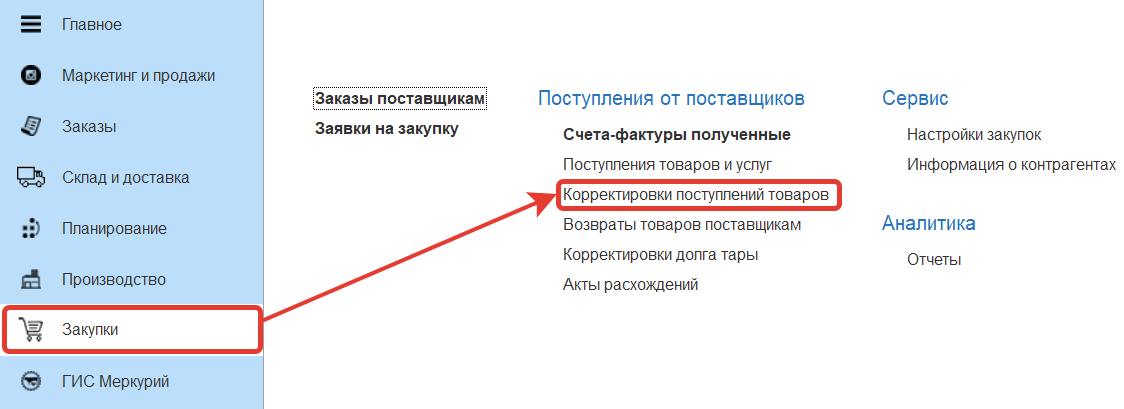 Главное
Маркетинг и продажи
Заказы
Склад и доставка
Планирование
Производство
Закупки
ГИС Меркурий
Заказы поставщикам
Заявки на закупку
Поступления от поставщиков
Счета-фактуры полученные
Поступления товаров и услуг
Корректировки поступлений товаров
Возвраты товаров поставщикам
Корректировки долга тары
Акты расхождений
Сервис
Настройки закупок
Информация о контрагентах
Аналитика
Отчеты